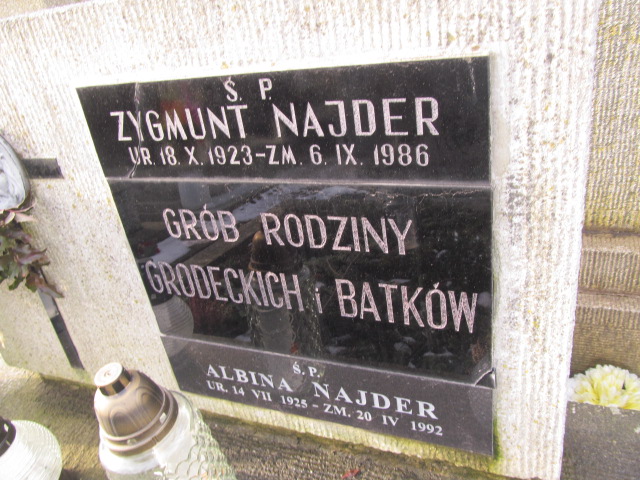 Ś. P.
ZYGMUNT NAJDER
UR. 18. X. 1923-ZM. 6. IX. 1986
GRÓB RODZINY
GRODECKICH i BATKÓW
Ś. P.
ALBINA NAJDER
UR. 14 VII 1925 - ZM. 20 IV 1992